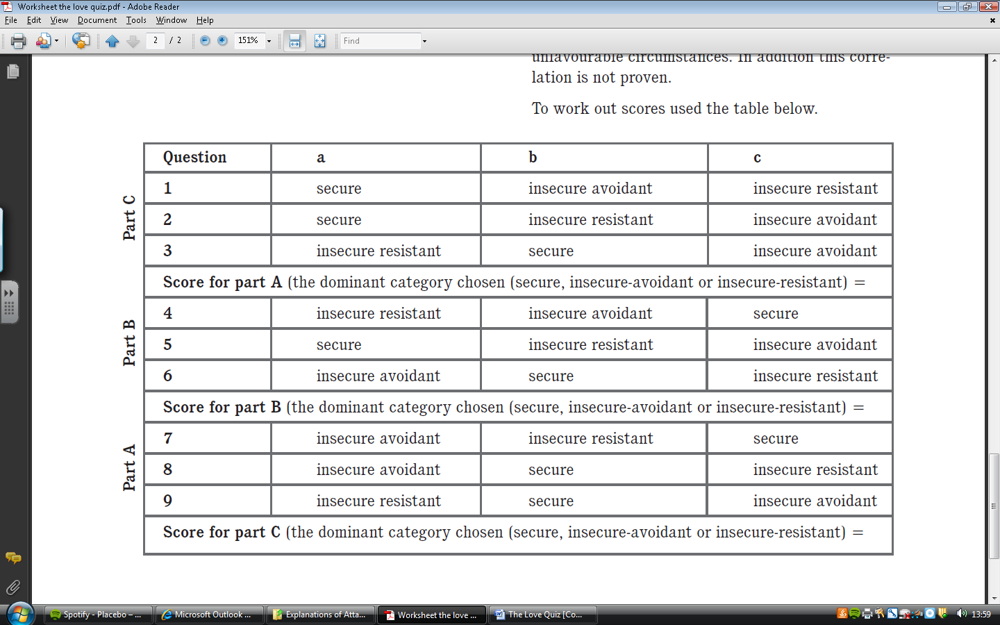 Worksheet the love quiz.pdf - Adobe Reader
File Edit View Document Tools Window Help
2 / 2 151% Find
unfavourable circumstances. In addition this corre-
lation is not proven.
To work out scores used the table below.
Question a b c
Part C
1 secure insecure avoidant insecure resistant
2 secure insecure resistant insecure avoidant
3 insecure resistant secure insecure avoidant
Score for part A (the dominant category chosen (secure, insecure-avoidant or insecure-resistant) =
Part B
4 insecure resistant insecure avoidant secure
5 secure insecure resistant insecure avoidant
6 insecure avoidant secure insecure resistant
Score for part B (the dominant category chosen (secure, insecure-avoidant or insecure-resistant) =
Part A
7 insecure avoidant insecure resistant secure
8 insecure avoidant secure insecure resistant
9 insecure resistant secure insecure avoidant
Score for part C (the dominant category chosen (secure, insecure-avoidant or insecure-resistant) =
Spotify - Placebo – ... Microsoft Outlook ... Explanations of Atta... Worksheet the love ... The Love Quiz [Co... 13:59